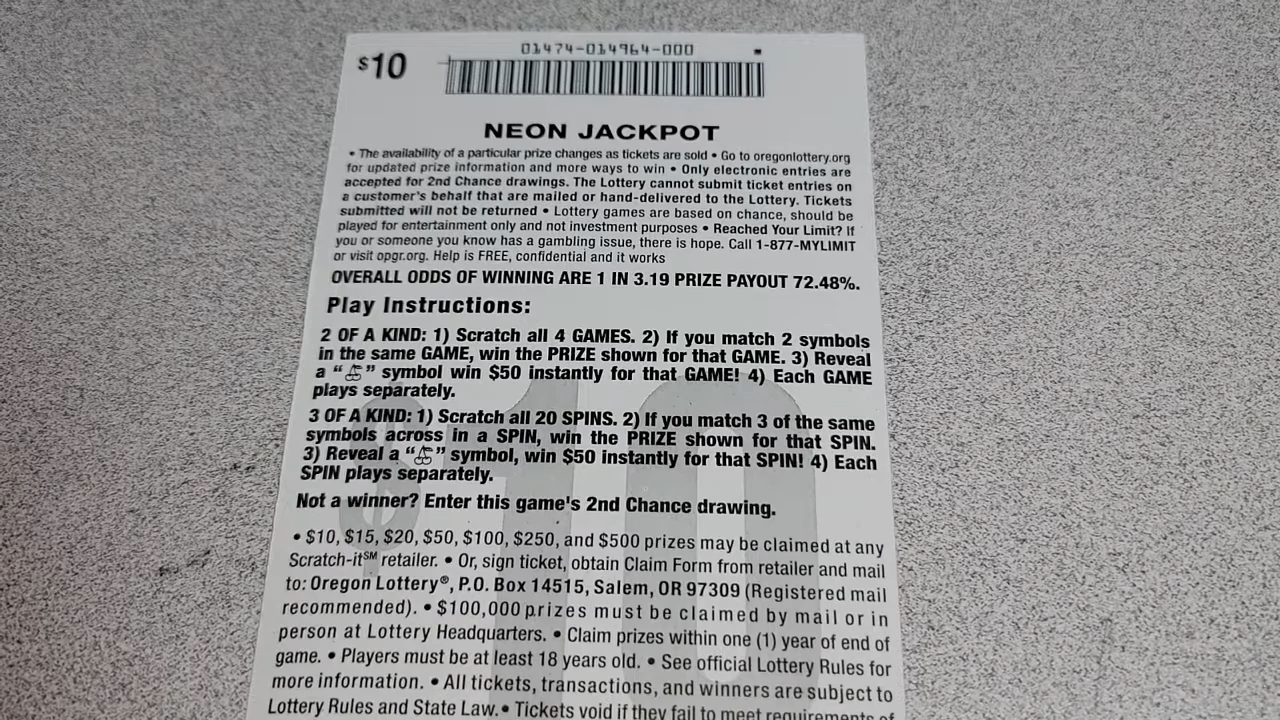 01474-014964-000
$10
NEON JACKPOT
• The availability of a particular prize changes as tickets are sold • Go to oregonlottery.org
for updated prize information and more ways to win • Only electronic entries are
accepted for 2nd Chance drawings. The Lottery cannot submit ticket entries on
a customer's behalf that are mailed or hand-delivered to the Lottery. Tickets
submitted will not be returned • Lottery games are based on chance, should be
played for entertainment only and not investment purposes • Reached Your Limit? If
you or someone you know has a gambling issue, there is hope. Call 1-877-MYLIMIT
or visit opgr.org. Help is FREE, confidential and it works
OVERALL ODDS OF WINNING ARE 1 IN 3.19 PRIZE PAYOUT 72.48%.
Play Instructions:
2 OF A KIND: 1) Scratch all 4 GAMES. 2) If you match 2 symbols
in the same GAME, win the PRIZE shown for that GAME. 3) Reveal
a “ ” symbol win $50 instantly for that GAME! 4) Each GAME
plays separately.
3 OF A KIND: 1) Scratch all 20 SPINS. 2) If you match 3 of the same
symbols across in a SPIN, win the PRIZE shown for that SPIN.
3) Reveal a “ ” symbol, win $50 instantly for that SPIN! 4) Each
SPIN plays separately.
Not a winner? Enter this game's 2nd Chance drawing.
$10
• $10, $15, $20, $50, $100, $250, and $500 prizes may be claimed at any
Scratch-it℠ retailer. • Or, sign ticket, obtain Claim Form from retailer and mail
to: Oregon Lottery®, P.O. Box 14515, Salem, OR 97309 (Registered mail
recommended). • $100,000 prizes must be claimed by mail or in
person at Lottery Headquarters. • Claim prizes within one (1) year of end of
game. • Players must be at least 18 years old. • See official Lottery Rules for
more information. • All tickets, transactions, and winners are subject to
Lottery Rules and State Law. • Tickets void if they fail to meet requirements of